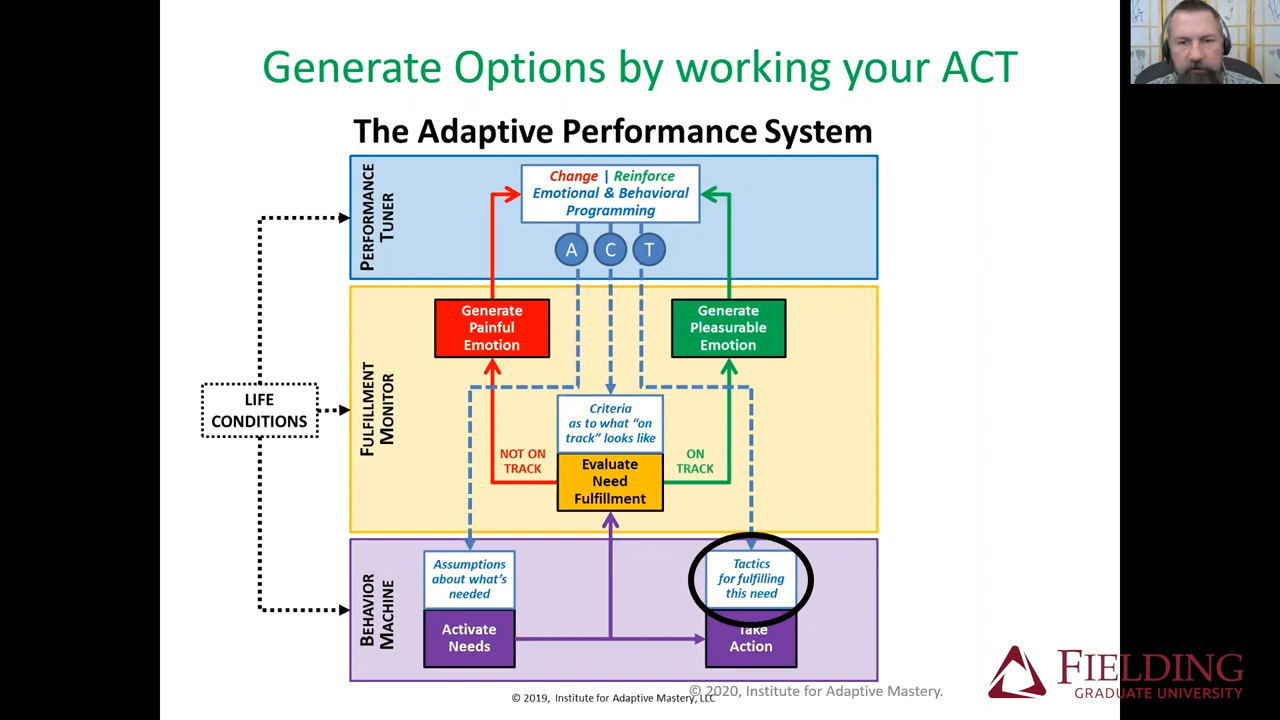 Generate Options by working your ACT
The Adaptive Performance System
PERFORMANCE
TUNER
Change | Reinforce
Emotional & Behavioral
Programming
A C T
FULFILLMENT
MONITOR
Generate
Painful
Emotion
Generate
Pleasurable
Emotion
LIFE
CONDITIONS
Criteria
as to what “on
track” looks like
NOT ON
TRACK
ON
TRACK
Evaluate
Need
Fulfillment
BEHAVIOR
MACHINE
Assumptions
about what’s
needed
Activate
Needs
Tactics
for fulfilling
this need
Take
Action
© 2019, Institute for Adaptive Mastery, LLC
© 2020, Institute for Adaptive Mastery.
FIELDING
GRADUATE UNIVERSITY